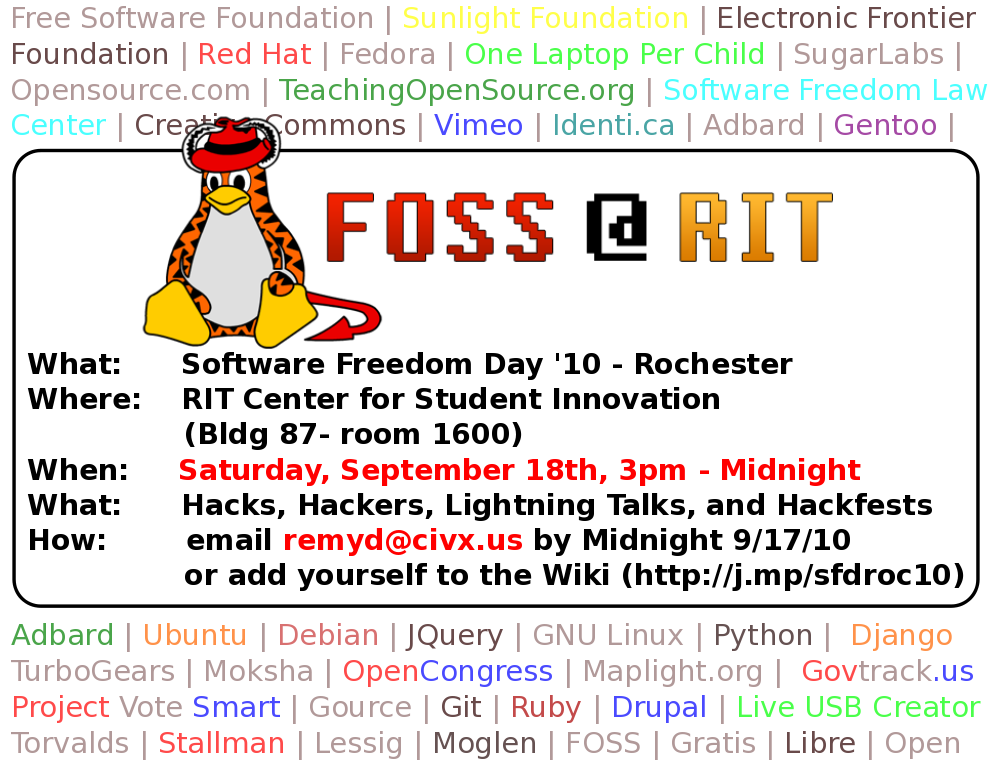 Free Software Foundation | Sunlight Foundation | Electronic Frontier
Foundation | Red Hat | Fedora | One Laptop Per Child | SugarLabs |
Opensource.com | TeachingOpenSource.org | Software Freedom Law
Center | Creative Commons | Vimeo | Identi.ca | Adbard | Gentoo |
FOSS @ RIT
What: Software Freedom Day '10 - Rochester
Where: RIT Center for Student Innovation
(Bldg 87- room 1600)
When: Saturday, September 18th, 3pm - Midnight
What: Hacks, Hackers, Lightning Talks, and Hackfests
How: email remyd@civx.us by Midnight 9/17/10
or add yourself to the Wiki (http://j.mp/sfdroc10)
Adbard | Ubuntu | Debian | JQuery | GNU Linux | Python | Django
TurboGears | Moksha | OpenCongress | Maplight.org | Govtrack.us
Project Vote Smart | Gource | Git | Ruby | Drupal | Live USB Creator
Torvalds | Stallman | Lessig | Moglen | FOSS | Gratis | Libre | Open